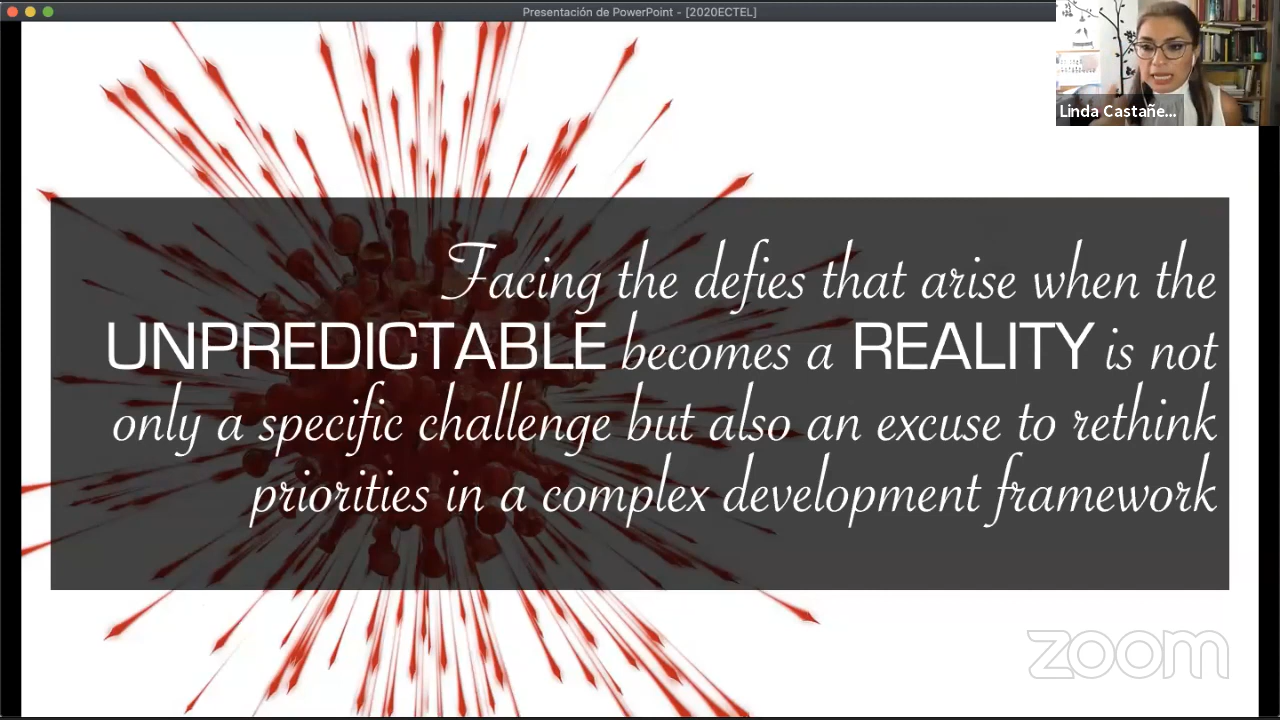 Presentación de PowerPoint - [2020ECTEL]
Linda Castañe...
Facing the defies that arise when the
UNPREDICTABLE becomes a REALITY is not
only a specific challenge but also an excuse to rethink
priorities in a complex development framework
zoom